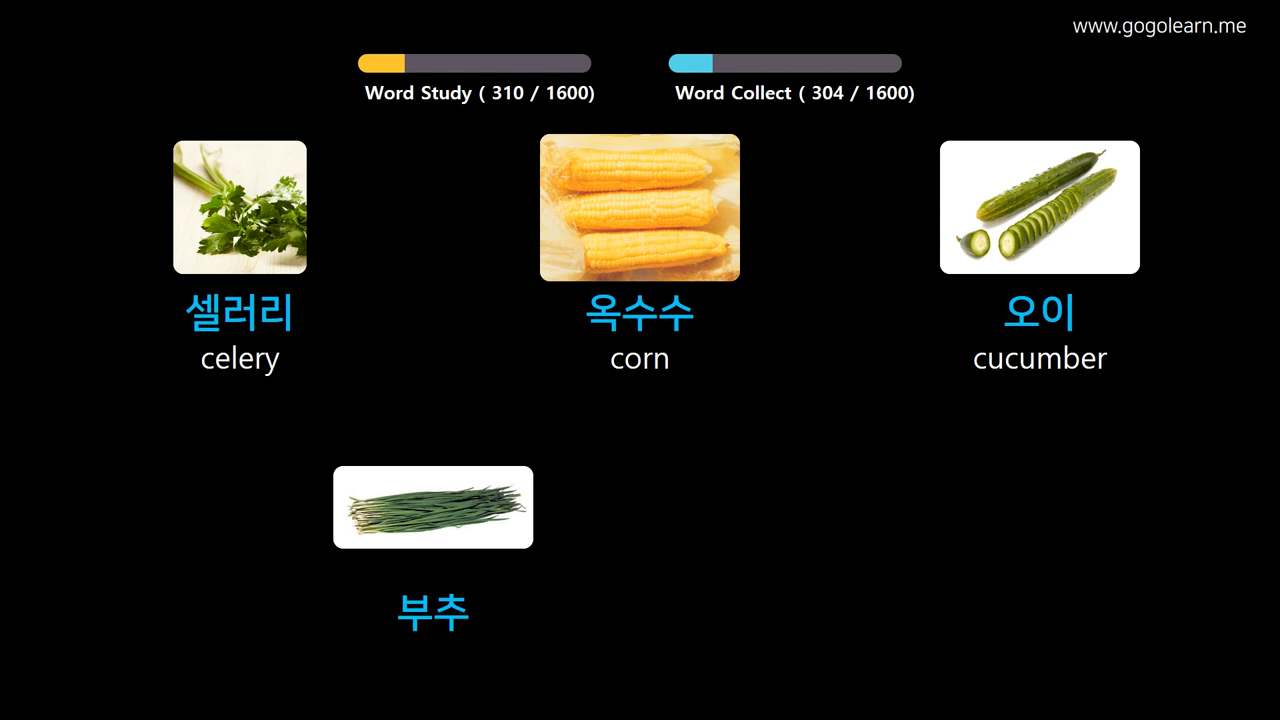 www.gogolearn.me
Word Study ( 310 / 1600)
Word Collect ( 304 / 1600)
셀러리
옥수수
오이
celery
corn
cucumber
부추